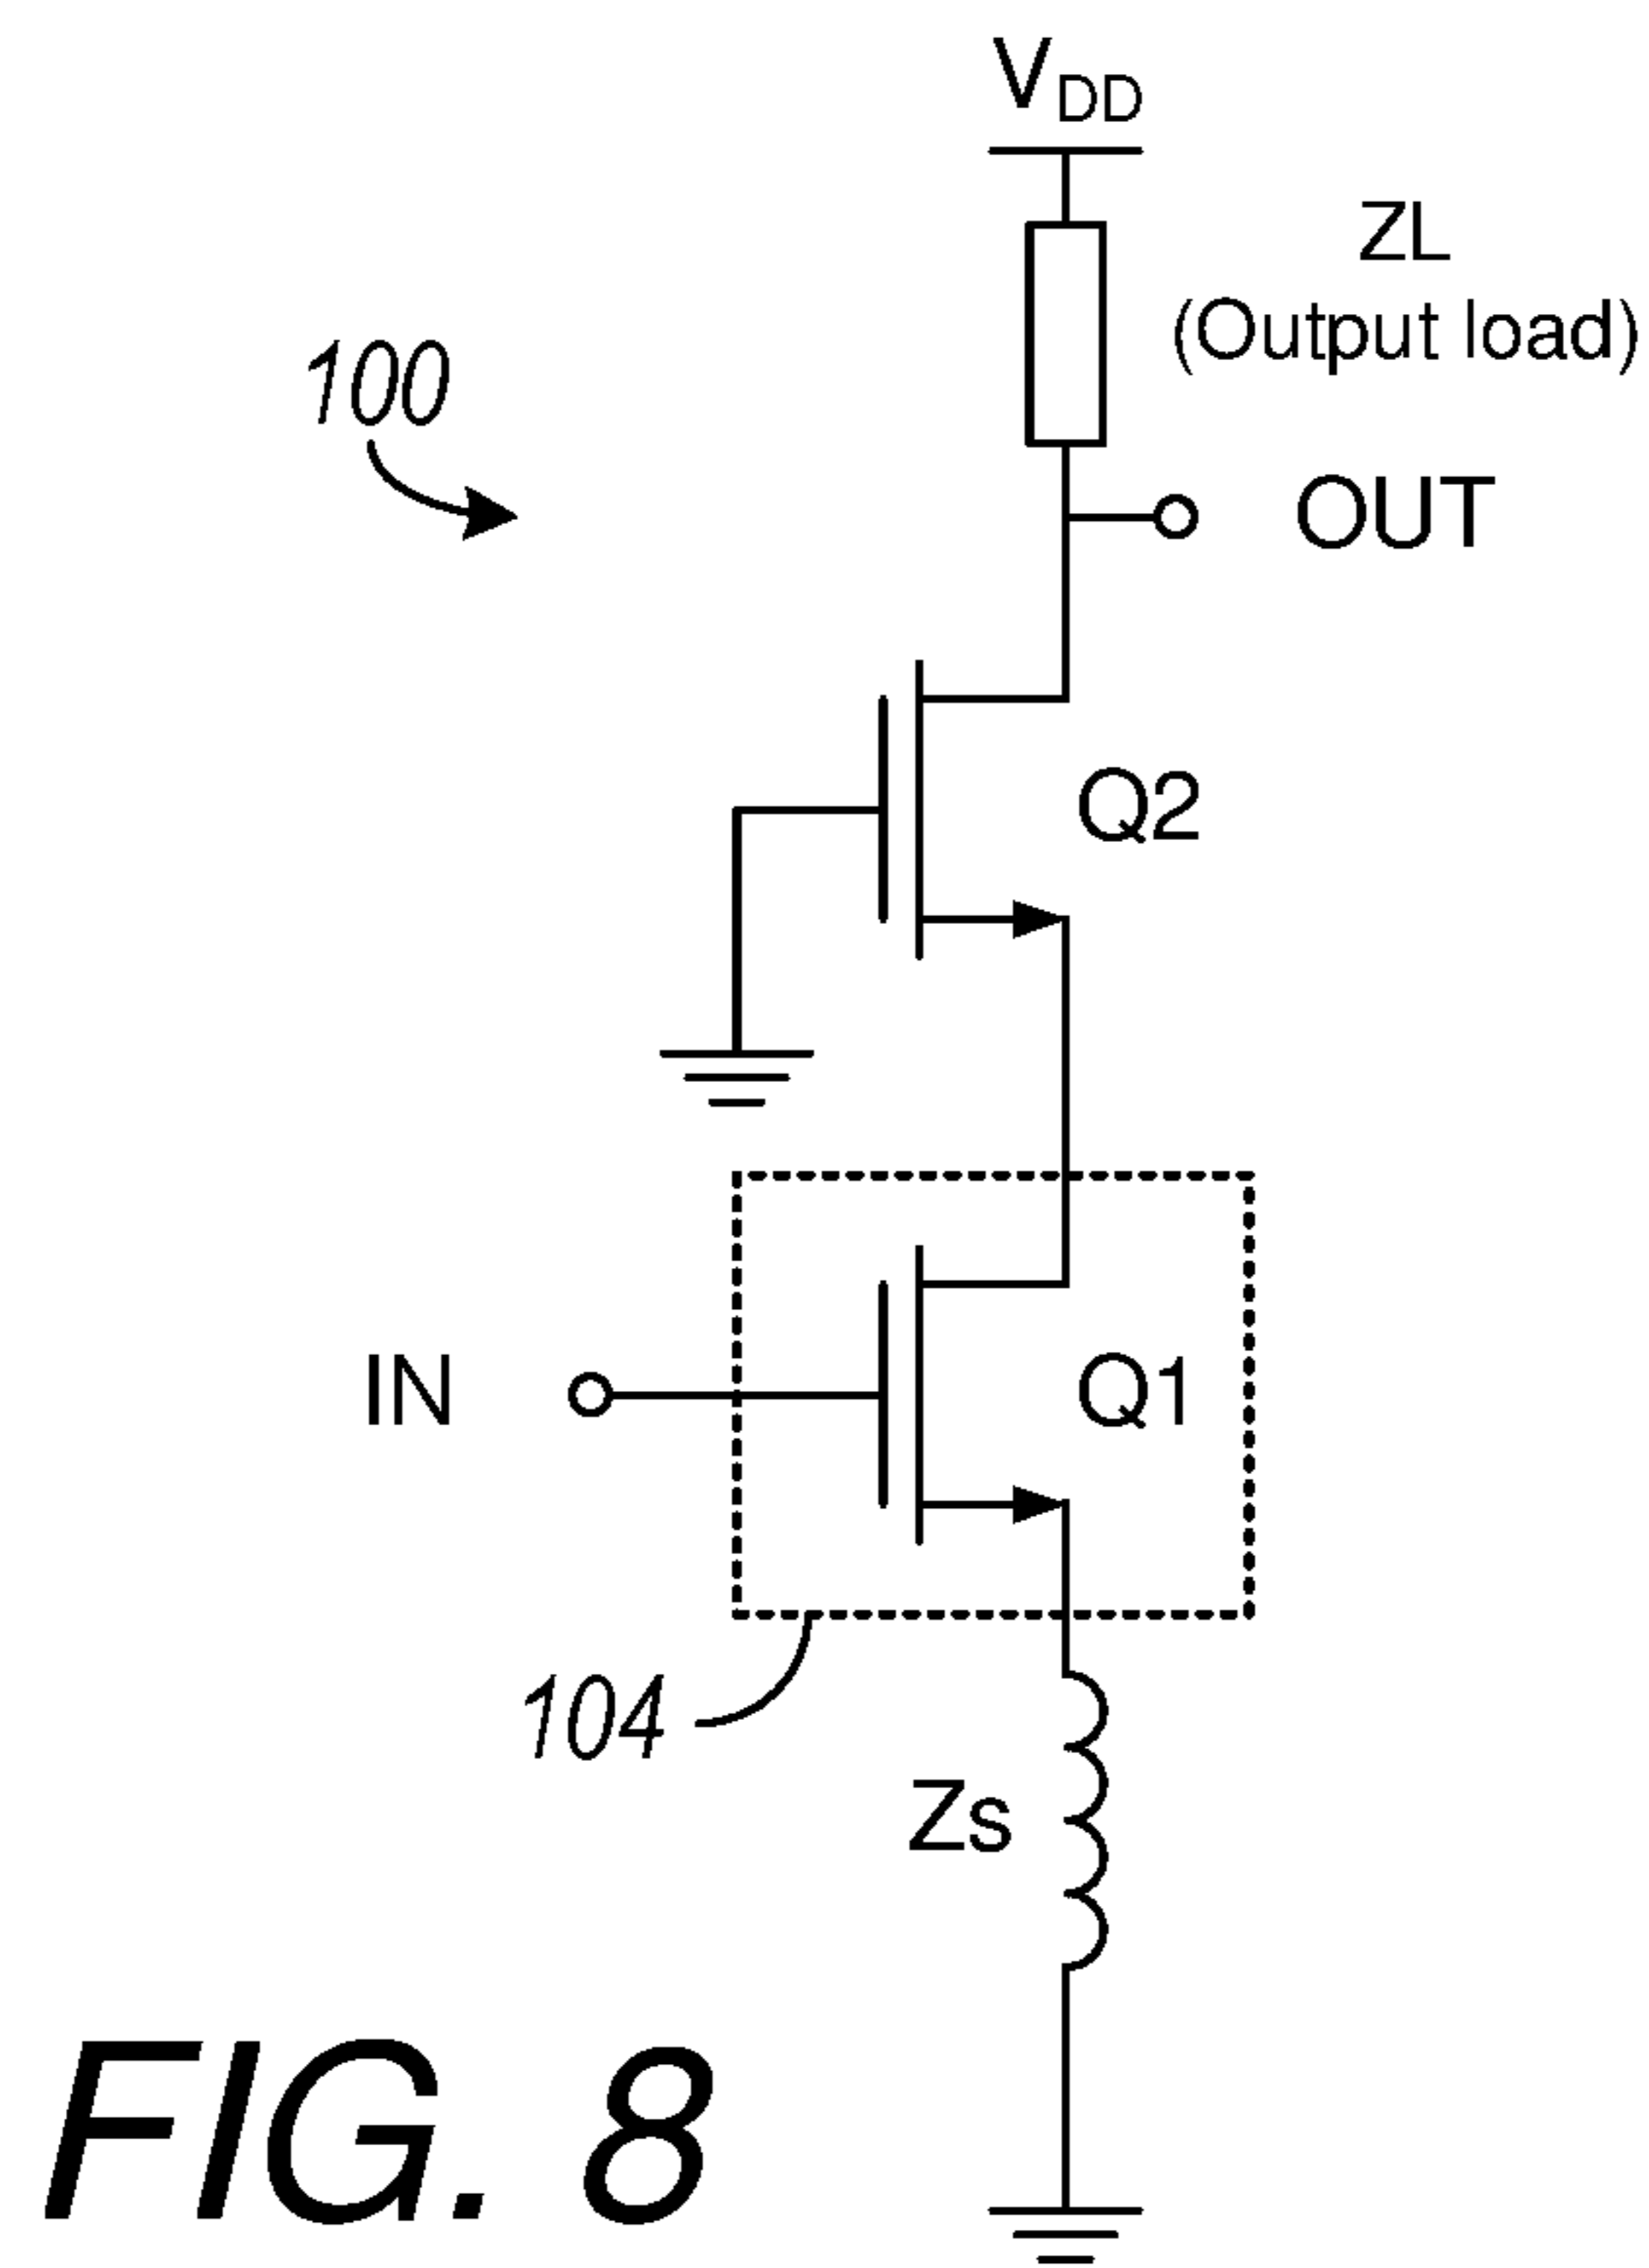 VDD
ZL
(Output load)
100
OUT
Q2
IN
Q1
104
Zs
FIG. 8